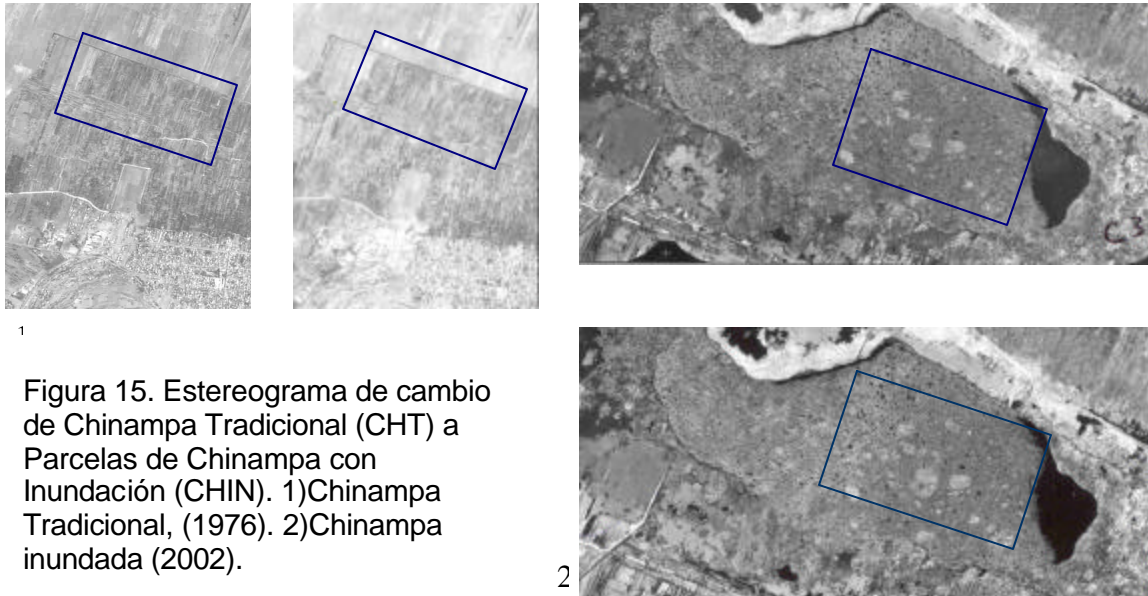 C 3
1
Figura 15. Estereograma de cambio
de Chinampa Tradicional (CHT) a
Parcelas de Chinampa con
Inundación (CHIN). 1)Chinampa
Tradicional, (1976). 2)Chinampa
inundada (2002).
2